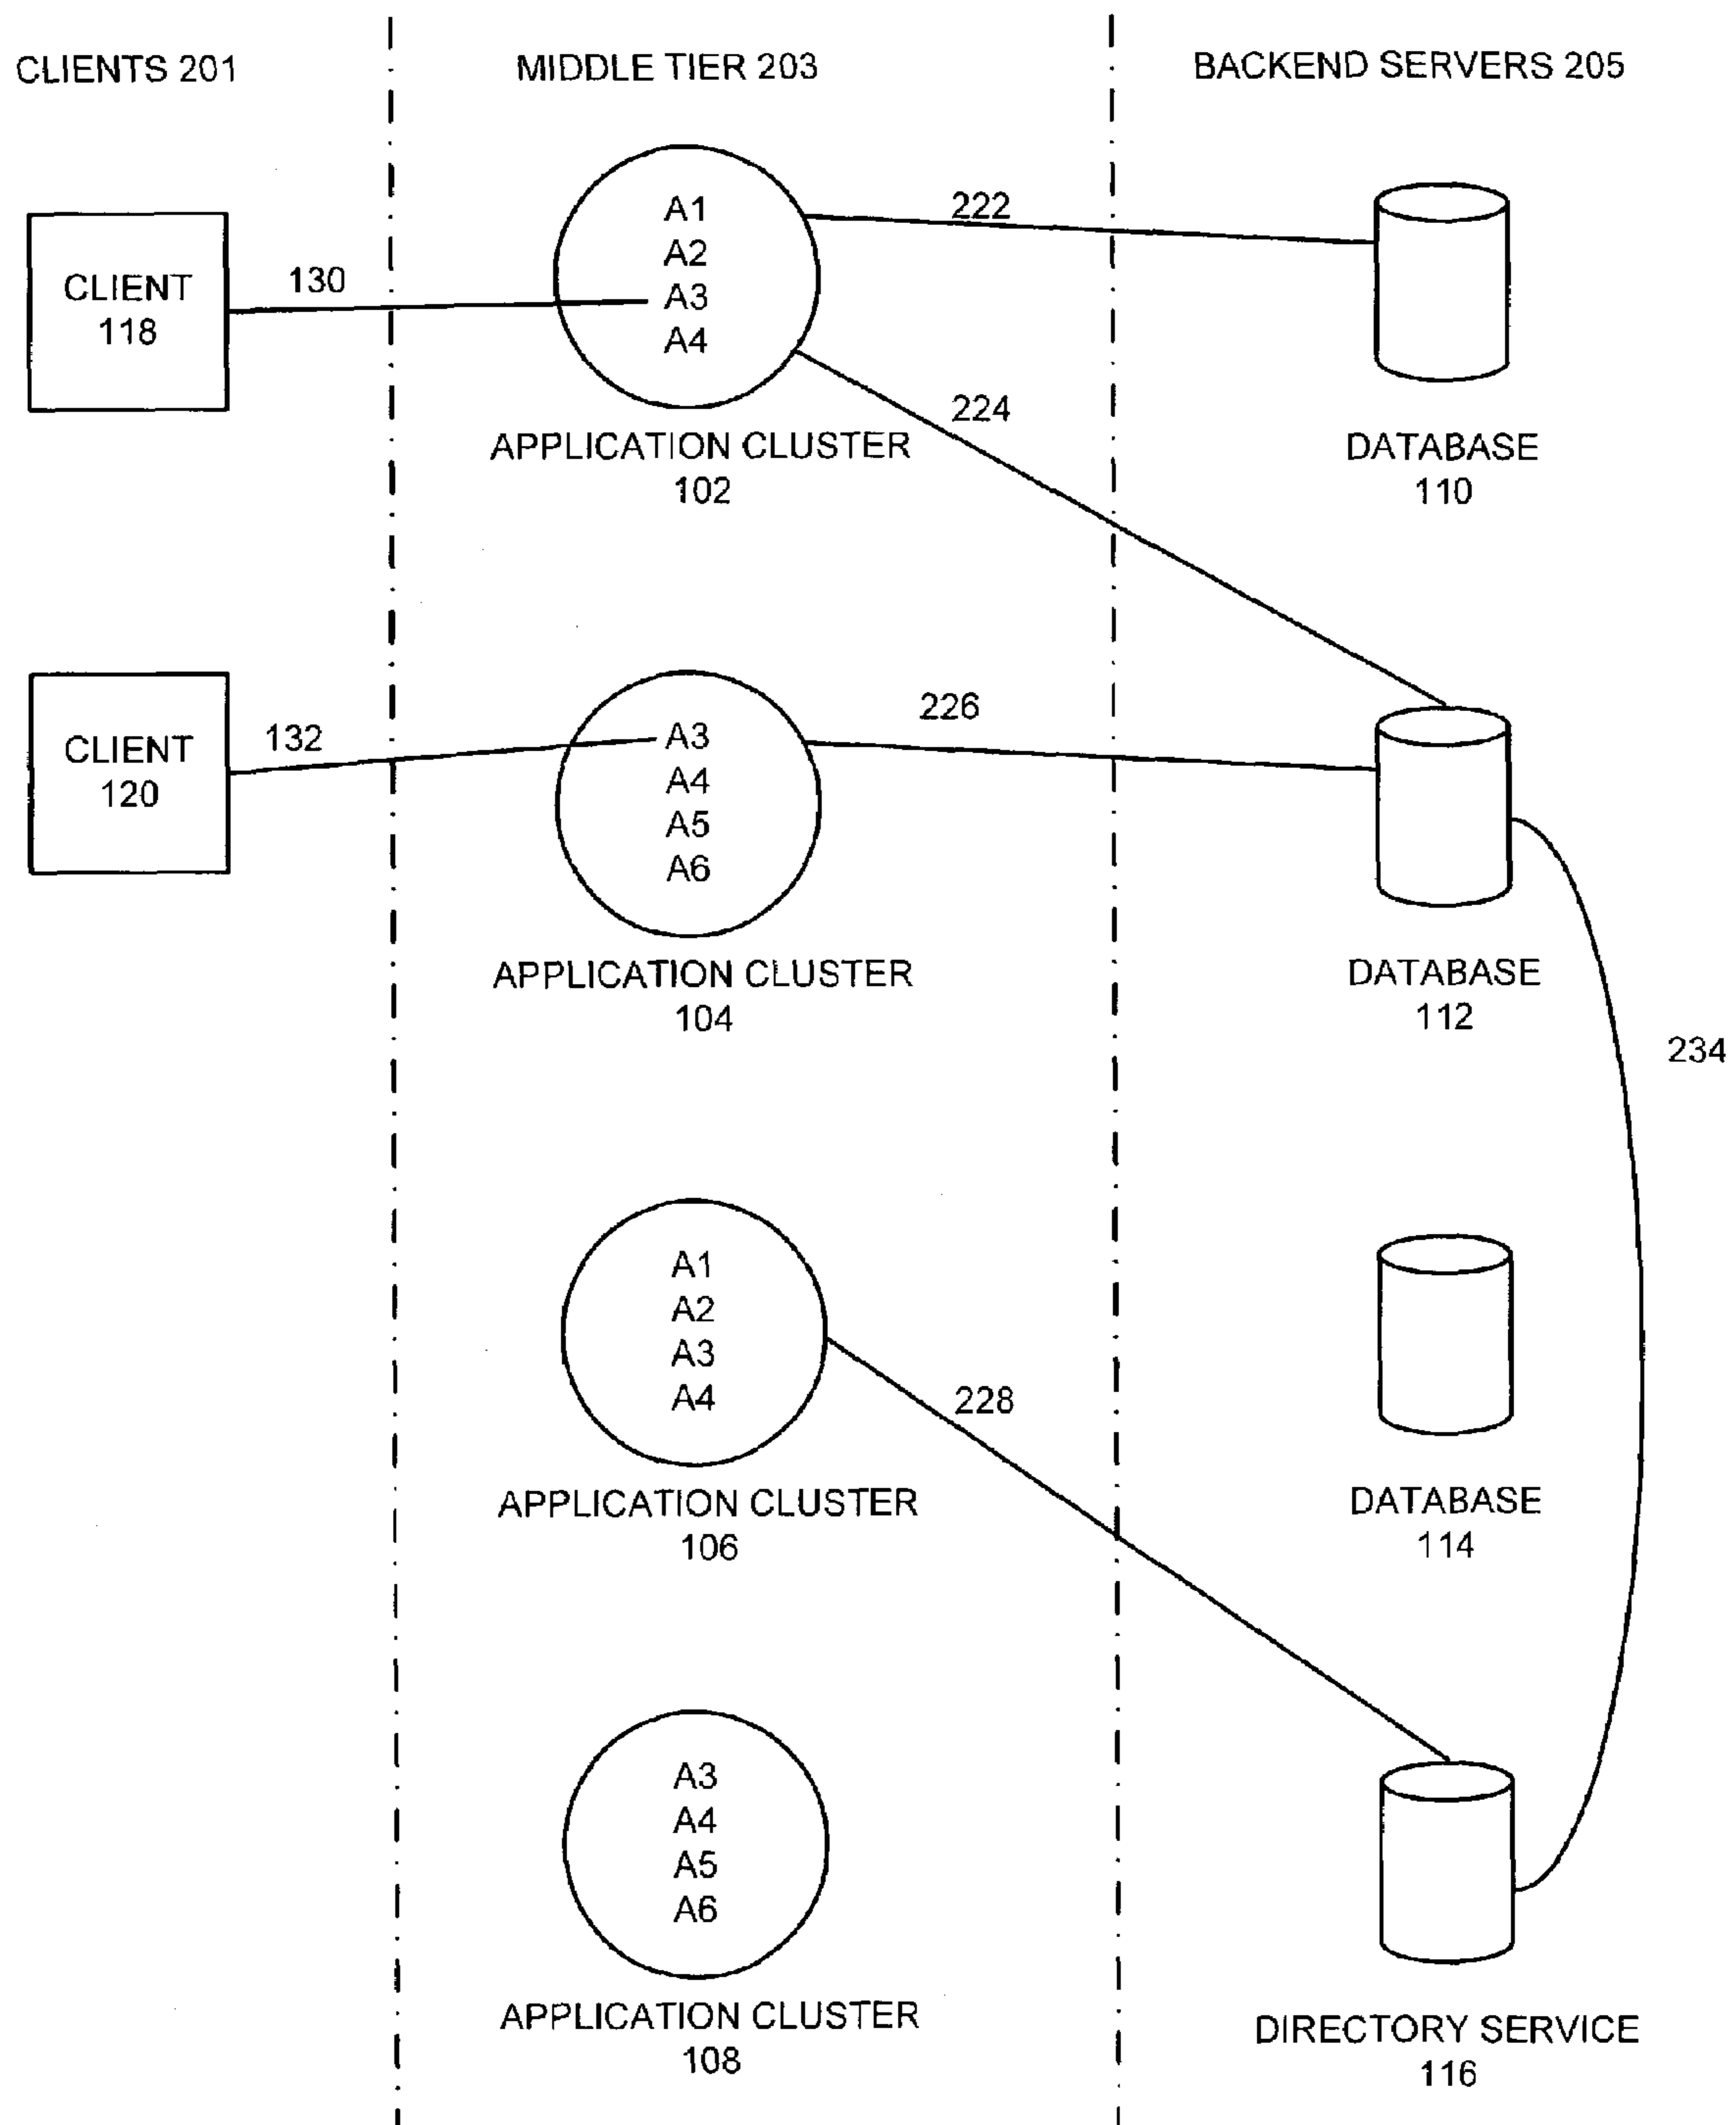 CLIENTS 201
MIDDLE TIER 203
BACKEND SERVERS 205
CLIENT
118
130
A1
A2
A3
A4
APPLICATION CLUSTER
102
222
224
DATABASE
110
CLIENT
120
132
A3
A4
A5
A6
APPLICATION CLUSTER
104
226
DATABASE
112
234
A1
A2
A3
A4
APPLICATION CLUSTER
106
228
DATABASE
114
A3
A4
A5
A6
APPLICATION CLUSTER
108
DIRECTORY SERVICE
116